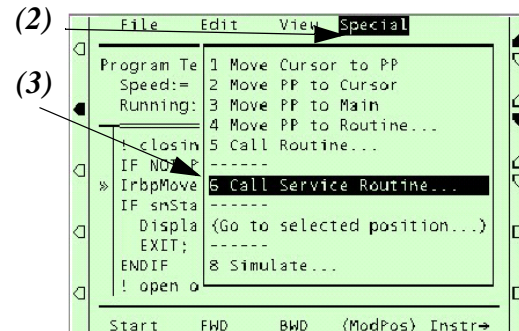 (2)
File Edit View Special
Program Te
1 Move Cursor to PP
(3)
Speed:=
2 Move PP to Cursor
Running:
3 Move PP to Main
4 Move PP to Routine...
! closin
5 Call Routine...
IF NOT P
------
» IrbpMove
6 Call Service Routine...
IF smSta
------
Displa
(Go to selected position...)
EXIT;
------
ENDIF
8 Simulate...
! open o
Start FWD BWD (ModPos) Instr→